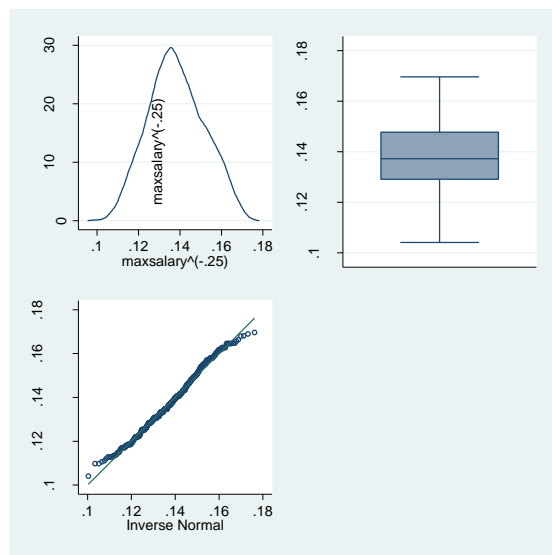 30
20
10
0
maxsalary^(-.25)
.1 .12 .14 .16 .18
maxsalary^(-.25)
.18
.16
.14
.12
.1
.18
.16
.14
.12
.1
.1 .12 .14 .16 .18
Inverse Normal